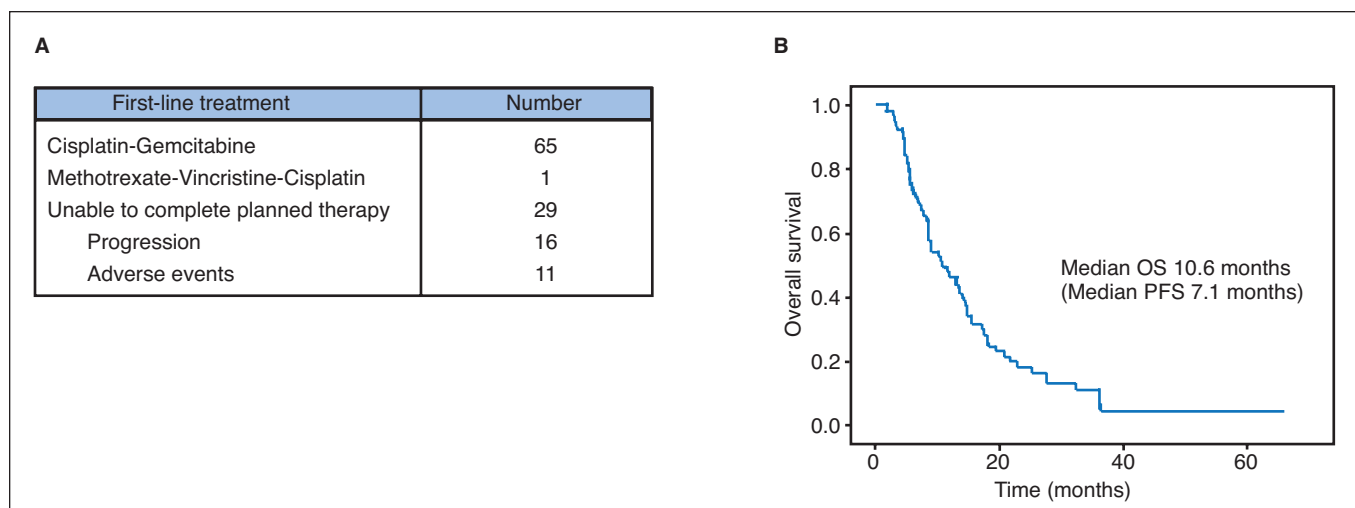 A
First-line treatment Number
Cisplatin-Gemcitabine 65
Methotrexate-Vincristine-Cisplatin 1
Unable to complete planned therapy 29
Progression 16
Adverse events 11
B
Overall survival
1.0
0.8
0.6
0.4
0.2
0.0
Median OS 10.6 months
(Median PFS 7.1 months)
0 20 40 60
Time (months)